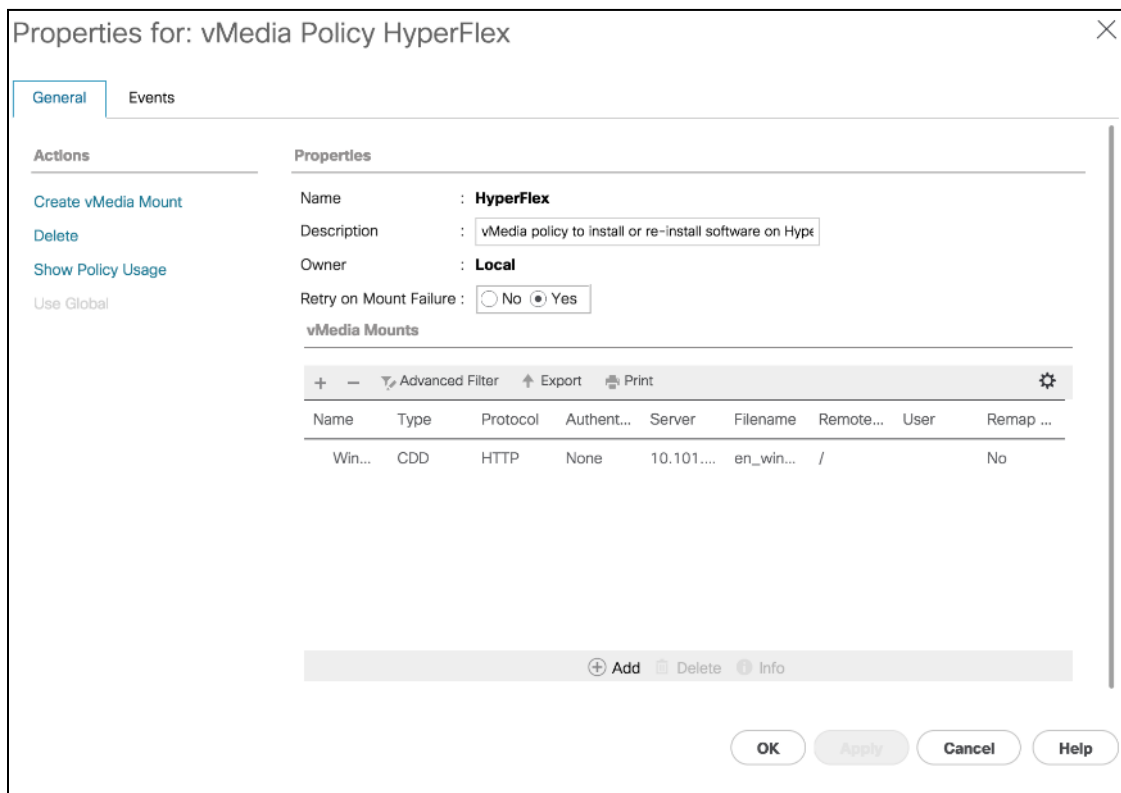 Properties for: vMedia Policy HyperFlex
General Events
Actions
Create vMedia Mount
Delete
Show Policy Usage
Use Global
Properties
Name : HyperFlex
Description : vMedia policy to install or re-install software on Hype
Owner : Local
Retry on Mount Failure : No Yes
vMedia Mounts
+ − Advanced Filter Export Print
Name Type Protocol Authent... Server Filename Remote... User Remap ...
Win... CDD HTTP None 10.101.... en_win... / No
Add Delete Info
OK Apply Cancel Help